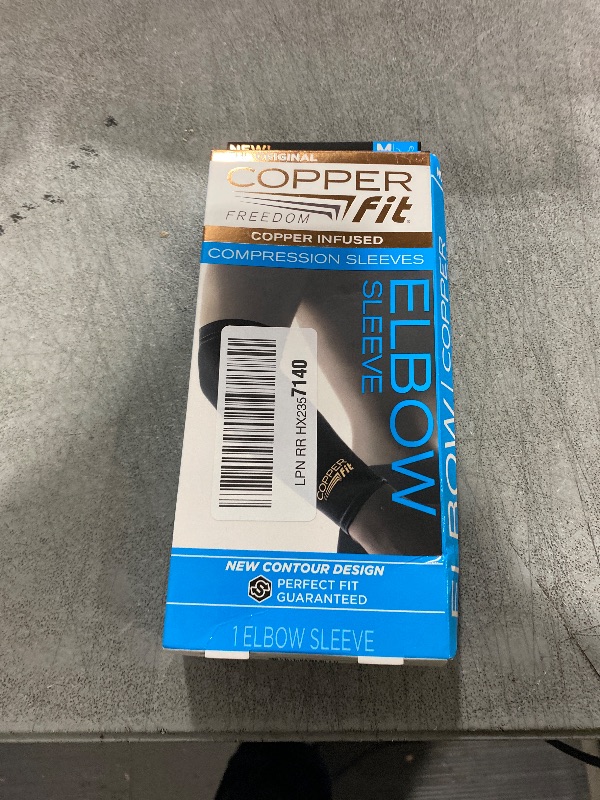 NEW!
M
ORIGINAL
COPPER
fit
FREEDOM
COPPER INFUSED
COMPRESSION SLEEVES
ELBOW
SLEEVE
ELBOW | COPPER
LPN RR HX2357140
COPPER
fit
NEW CONTOUR DESIGN
PERFECT FIT
GUARANTEED
1 ELBOW SLEEVE